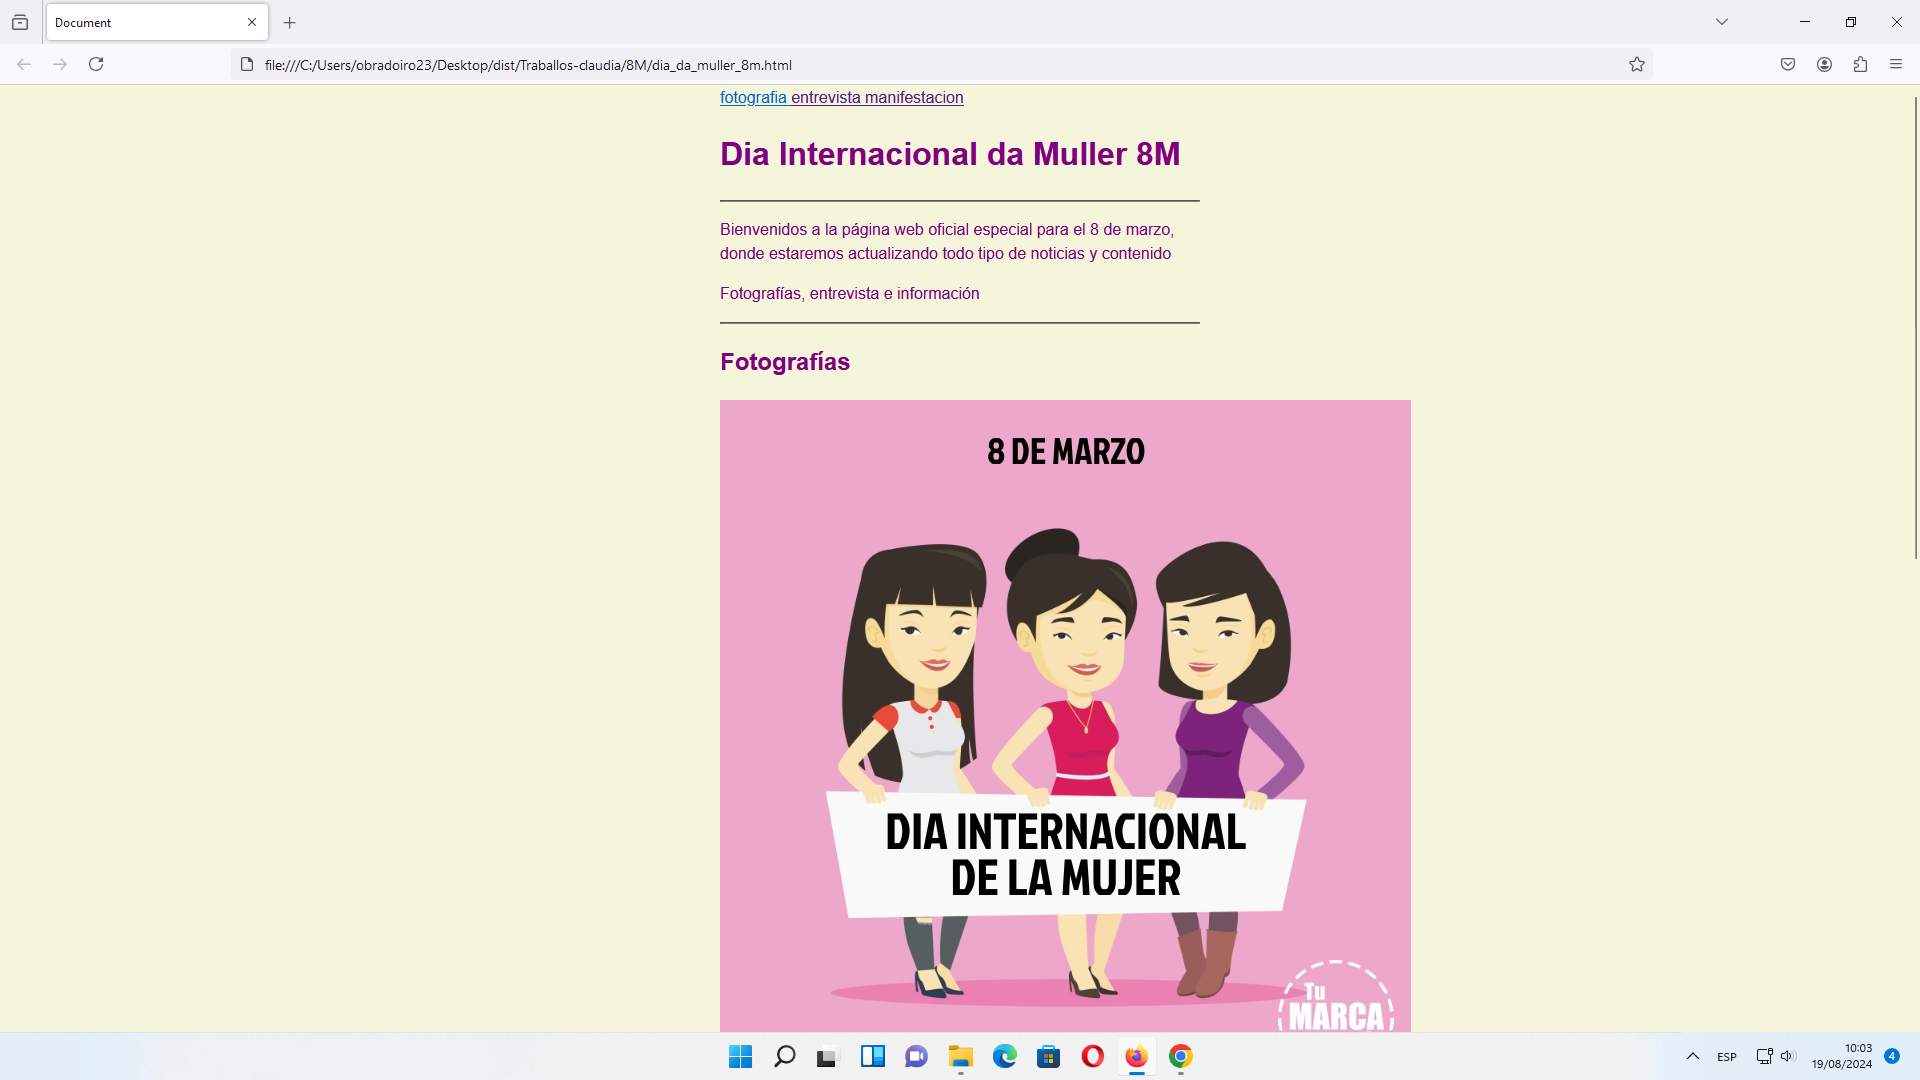 Document
file:///C:/Users/obradoiro23/Desktop/dist/Traballos-claudia/8M/dia_da_muller_8m.html
fotografia entrevista manifestacion
Dia Internacional da Muller 8M
Bienvenidos a la página web oficial especial para el 8 de marzo,
donde estaremos actualizando todo tipo de noticias y contenido
Fotografías, entrevista e información
Fotografías
8 DE MARZO
DIA INTERNACIONAL
DE LA MUJER
Tu
MARCA
ESP
10:03
19/08/2024
4